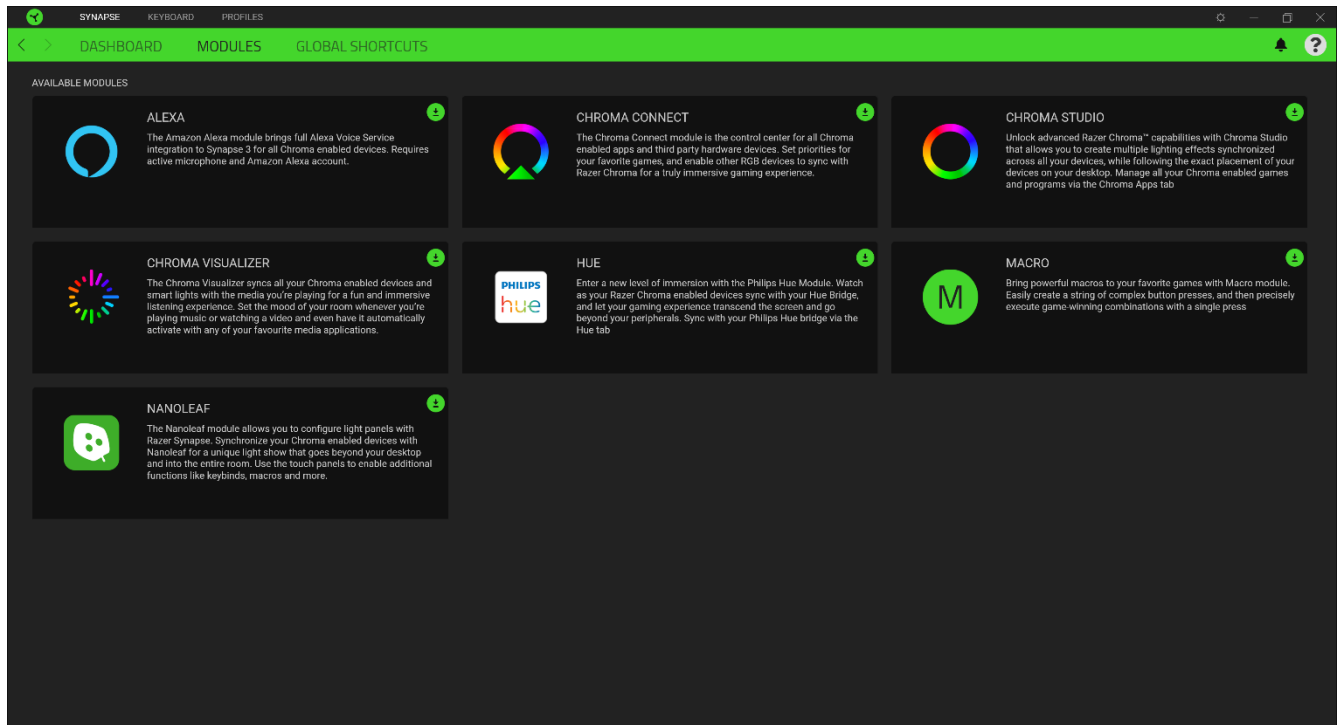 SYNAPSE KEYBOARD PROFILES
DASHBOARD MODULES GLOBAL SHORTCUTS ?
AVAILABLE MODULES
ALEXA
The Amazon Alexa module brings full Alexa Voice Service
integration to Synapse 3 for all Chroma enabled devices. Requires
active microphone and Amazon Alexa account.
CHROMA CONNECT
The Chroma Connect module is the control center for all Chroma
enabled apps and third party hardware devices. Set priorities for
your favorite games, and enable other RGB devices to sync with
Razer Chroma for a truly immersive gaming experience.
CHROMA STUDIO
Unlock advanced Razer Chroma™ capabilities with Chroma Studio
that allows you to create multiple lighting effects synchronized
across all your devices, while following the exact placement of your
devices on your desktop. Manage all your Chroma enabled games
and programs via the Chroma Apps tab
CHROMA VISUALIZER
The Chroma Visualizer syncs all your Chroma enabled devices and
smart lights with the media you're playing for a fun and immersive
listening experience. Set the mood of your room whenever you're
playing music or watching a video and even have it automatically
activate with any of your favourite media applications.
PHILIPS
hue
HUE
Enter a new level of immersion with the Philips Hue Module. Watch
as your Razer Chroma enabled devices sync with your Hue Bridge,
and let your gaming experience transcend the screen and go
beyond your peripherals. Sync with your Philips Hue bridge via the
Hue tab
M
MACRO
Bring powerful macros to your favorite games with Macro module.
Easily create a string of complex button presses, and then precisely
execute game-winning combinations with a single press
NANOLEAF
The Nanoleaf module allows you to configure light panels with
Razer Synapse. Synchronize your Chroma enabled devices with
Nanoleaf for a unique light show that goes beyond your desktop
and into the entire room. Use the touch panels to enable additional
functions like keybinds, macros and more.